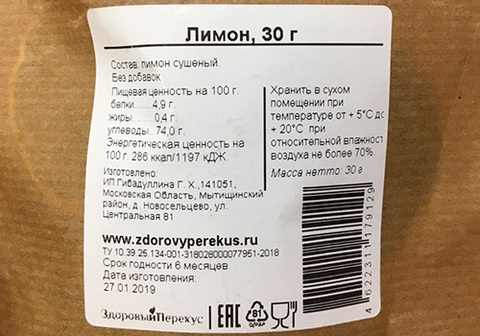 Лимон, 30 г
Состав: лимон сушеный.
Без добавок
Пищевая ценность на 100 г.
белки.......4,9 г.
жиры........0,4 г.
углеводы...74,0 г.
Энергетическая ценность на
100 г. 286 ккал/1197 кДЖ.
Хранить в сухом
помещении при
температуре от + 5°С до
+ 20°С при
относительной влажност
воздуха не более 70%.
Масса нетто: 30 г
Изготовлено:
ИП Гибадуллина Г. Х.,141051,
Московская Область, Мытищинский
район, д. Новосельцево, ул.
Центральная 81
www.zdorovyperekus.ru
ТУ 10.39.25.134-001-318028000077951-2018
Срок годности 6 месяцев.
Дата изготовления:
27.01.2019
ЗдоровыйПерекус
ЕАС
81
4622311179129